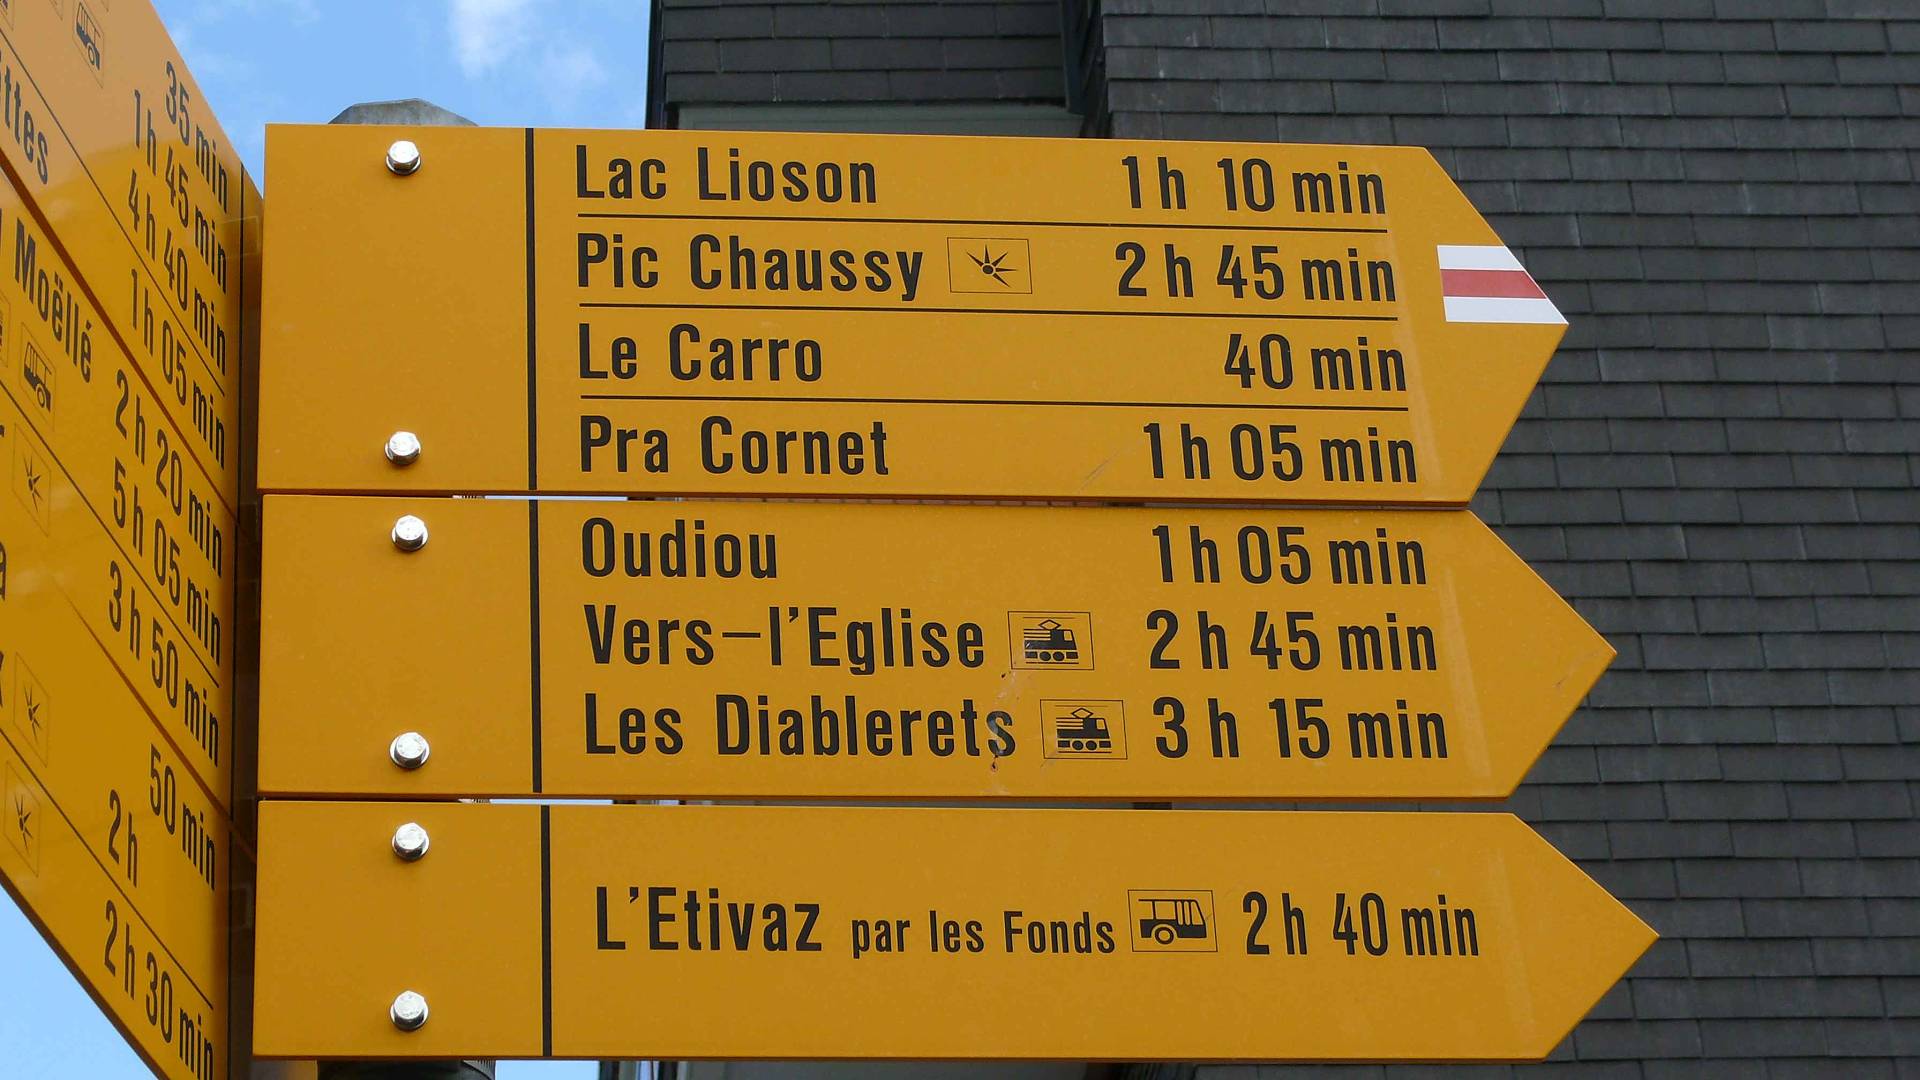 35 min
1h 45 min
4h 40 min
1h 05 min
Moëllé
2h 20 min
5h 05 min
3h 50 min
50 min
2h
2h 30 min
Lac Lioson 1h 10 min
Pic Chaussy 2h 45 min
Le Carro 40 min
Pra Cornet 1h 05 min
Oudiou 1h 05 min
Vers-l'Eglise 2h 45 min
Les Diablerets 3h 15 min
L'Etivaz par les Fonds 2h 40 min